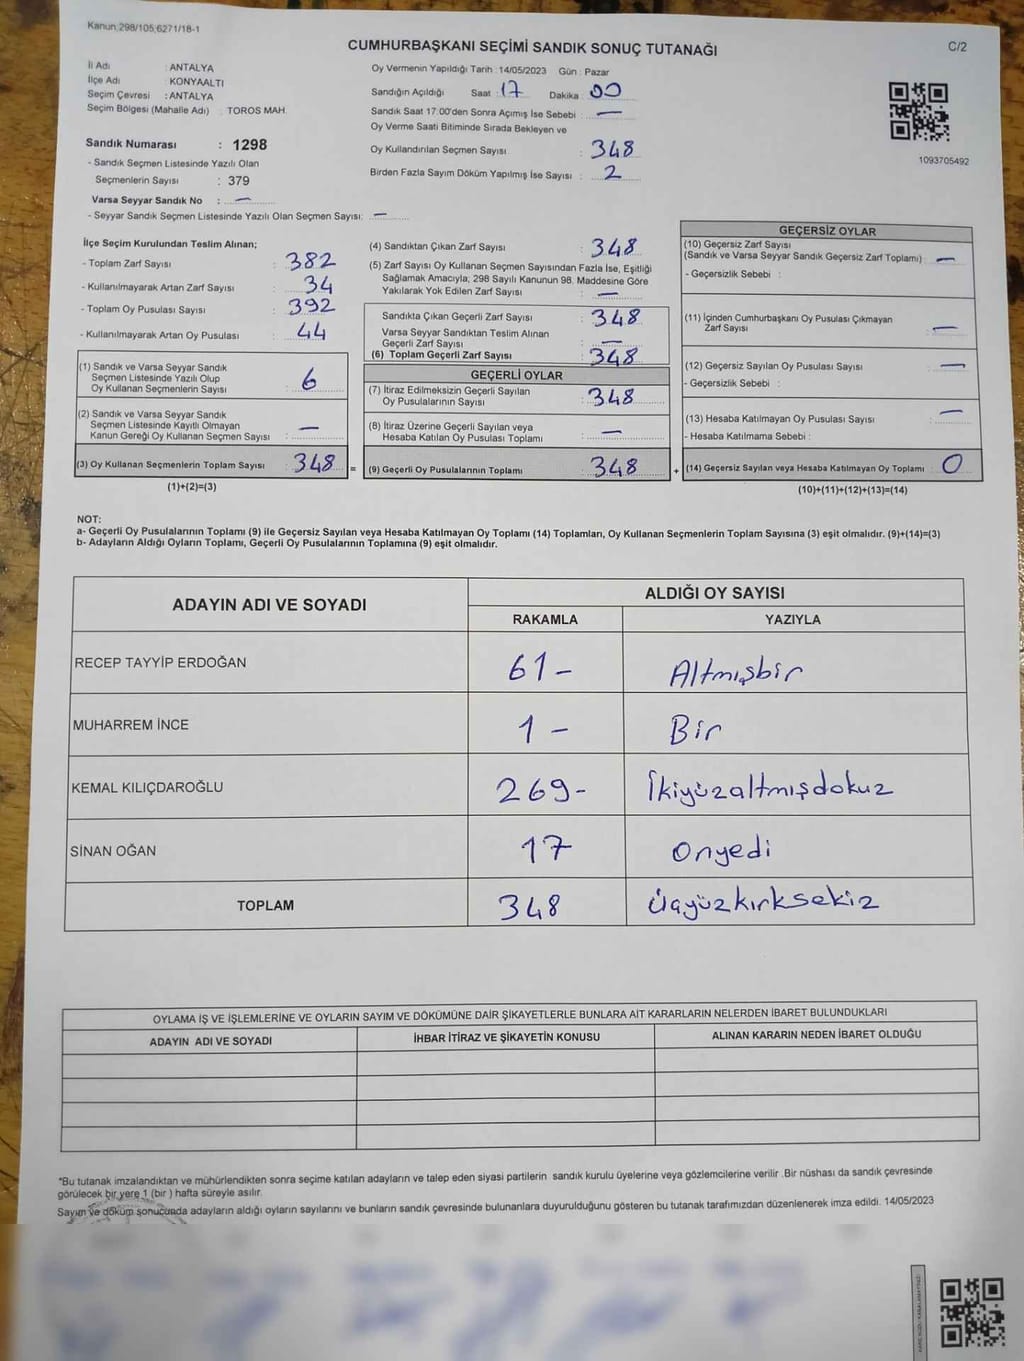 Kanun:298/105;6271/18-1
CUMHURBAŞKANI SEÇİMİ SANDIK SONUÇ TUTANAĞI
C/2
İl Adı : ANTALYA
İlçe Adı : KONYAALTI
Seçim Çevresi : ANTALYA
Seçim Bölgesi (Mahalle Adı) : TOROS MAH.
Sandık Numarası : 1298
- Sandık Seçmen Listesinde Yazılı Olan
Seçmenlerin Sayısı : 379
Varsa Seyyar Sandık No : —
- Seyyar Sandık Seçmen Listesinde Yazılı Olan Seçmen Sayısı: —
Oy Vermenin Yapıldığı Tarih : 14/05/2023 Gün : Pazar
Sandığın Açıldığı Saat : 17 Dakika : 00
Sandık Saat 17:00'den Sonra Açımış İse Sebebi : —
Oy Verme Saati Bitiminde Sırada Bekleyen ve
Oy Kullandırılan Seçmen Sayısı : 348
Birden Fazla Sayım Döküm Yapılmış İse Sayısı : 2
1093705492
İlçe Seçim Kurulundan Teslim Alınan;
- Toplam Zarf Sayısı : 382
- Kullanılmayarak Artan Zarf Sayısı : 34
- Toplam Oy Pusulası Sayısı : 392
- Kullanılmayarak Artan Oy Pusulası : 44
(1) Sandık ve Varsa Seyyar Sandık
Seçmen Listesinde Yazılı Olup
Oy Kullanan Seçmenlerin Sayısı : 6
(2) Sandık ve Varsa Seyyar Sandık
Seçmen Listesinde Kayıtlı Olmayan
Kanun Gereği Oy Kullanan Seçmen Sayısı : —
(3) Oy Kullanan Seçmenlerin Toplam Sayısı : 348 =
(1)+(2)=(3)
(4) Sandıktan Çıkan Zarf Sayısı : 348
(5) Zarf Sayısı Oy Kullanan Seçmen Sayısından Fazla İse, Eşitliği
Sağlamak Amacıyla, 298 Sayılı Kanunun 98. Maddesine Göre
Yakılarak Yok Edilen Zarf Sayısı : —
Sandıkta Çıkan Geçerli Zarf Sayısı : 348
Varsa Seyyar Sandıktan Teslim Alınan
Geçerli Zarf Sayısı : —
(6) Toplam Geçerli Zarf Sayısı : 348
GEÇERLİ OYLAR
(7) İtiraz Edilmeksizin Geçerli Sayılan
Oy Pusulalarının Sayısı : 348
(8) İtiraz Üzerine Geçerli Sayılan veya
Hesaba Katılan Oy Pusulası Toplamı : —
(9) Geçerli Oy Pusulalarının Toplamı : 348 +
GEÇERSİZ OYLAR
(10) Geçersiz Zarf Sayısı
(Sandık ve Varsa Seyyar Sandık Geçersiz Zarf Toplamı) : —
- Geçersizlik Sebebi :
(11) İçinden Cumhurbaşkanı Oy Pusulası Çıkmayan
Zarf Sayısı : —
(12) Geçersiz Sayılan Oy Pusulası Sayısı : —
- Geçersizlik Sebebi :
(13) Hesaba Katılmayan Oy Pusulası Sayısı : —
- Hesaba Katılmama Sebebi :
(14) Geçersiz Sayılan veya Hesaba Katılmayan Oy Toplamı : 0
(10)+(11)+(12)+(13)=(14)
NOT:
a- Geçerli Oy Pusulalarının Toplamı (9) ile Geçersiz Sayılan veya Hesaba Katılmayan Oy Toplamı (14) Toplamları, Oy Kullanan Seçmenlerin Toplam Sayısına (3) eşit olmalıdır. (9)+(14)=(3)
b- Adayların Aldığı Oyların Toplamı, Geçerli Oy Pusulalarının Toplamına (9) eşit olmalıdır.
ADAYIN ADI VE SOYADI
ALDIĞI OY SAYISI
RAKAMLA YAZIYLA
RECEP TAYYİP ERDOĞAN 61- Altmışbir
MUHARREM İNCE 1- Bir
KEMAL KILIÇDAROĞLU 269- İkiyüzaltmışdokuz
SİNAN OĞAN 17 Onyedi
TOPLAM 348 Üçyüzkırksekiz
OYLAMA İŞ VE İŞLEMLERİNE VE OYLARIN SAYIM VE DÖKÜMÜNE DAİR ŞİKAYETLERLE BUNLARA AİT KARARLARIN NELERDEN İBARET BULUNDUKLARI
ADAYIN ADI VE SOYADI İHBAR İTİRAZ VE ŞİKAYETİN KONUSU ALINAN KARARIN NEDEN İBARET OLDUĞU
*Bu tutanak imzalandıktan ve mühürlendikten sonra seçime katılan adayların ve talep eden siyasi partilerin sandık kurulu üyelerine veya gözlemcilerine verilir .Bir nüshası da sandık çevresinde
görülecek bir yere 1 (bir ) hafta süreyle asılır.
Sayım ve döküm sonucunda adayların aldığı oyların sayılarını ve bunların sandık çevresinde bulunanlara duyurulduğunu gösteren bu tutanak tarafımızdan düzenlenerek imza edildi. 14/05/2023